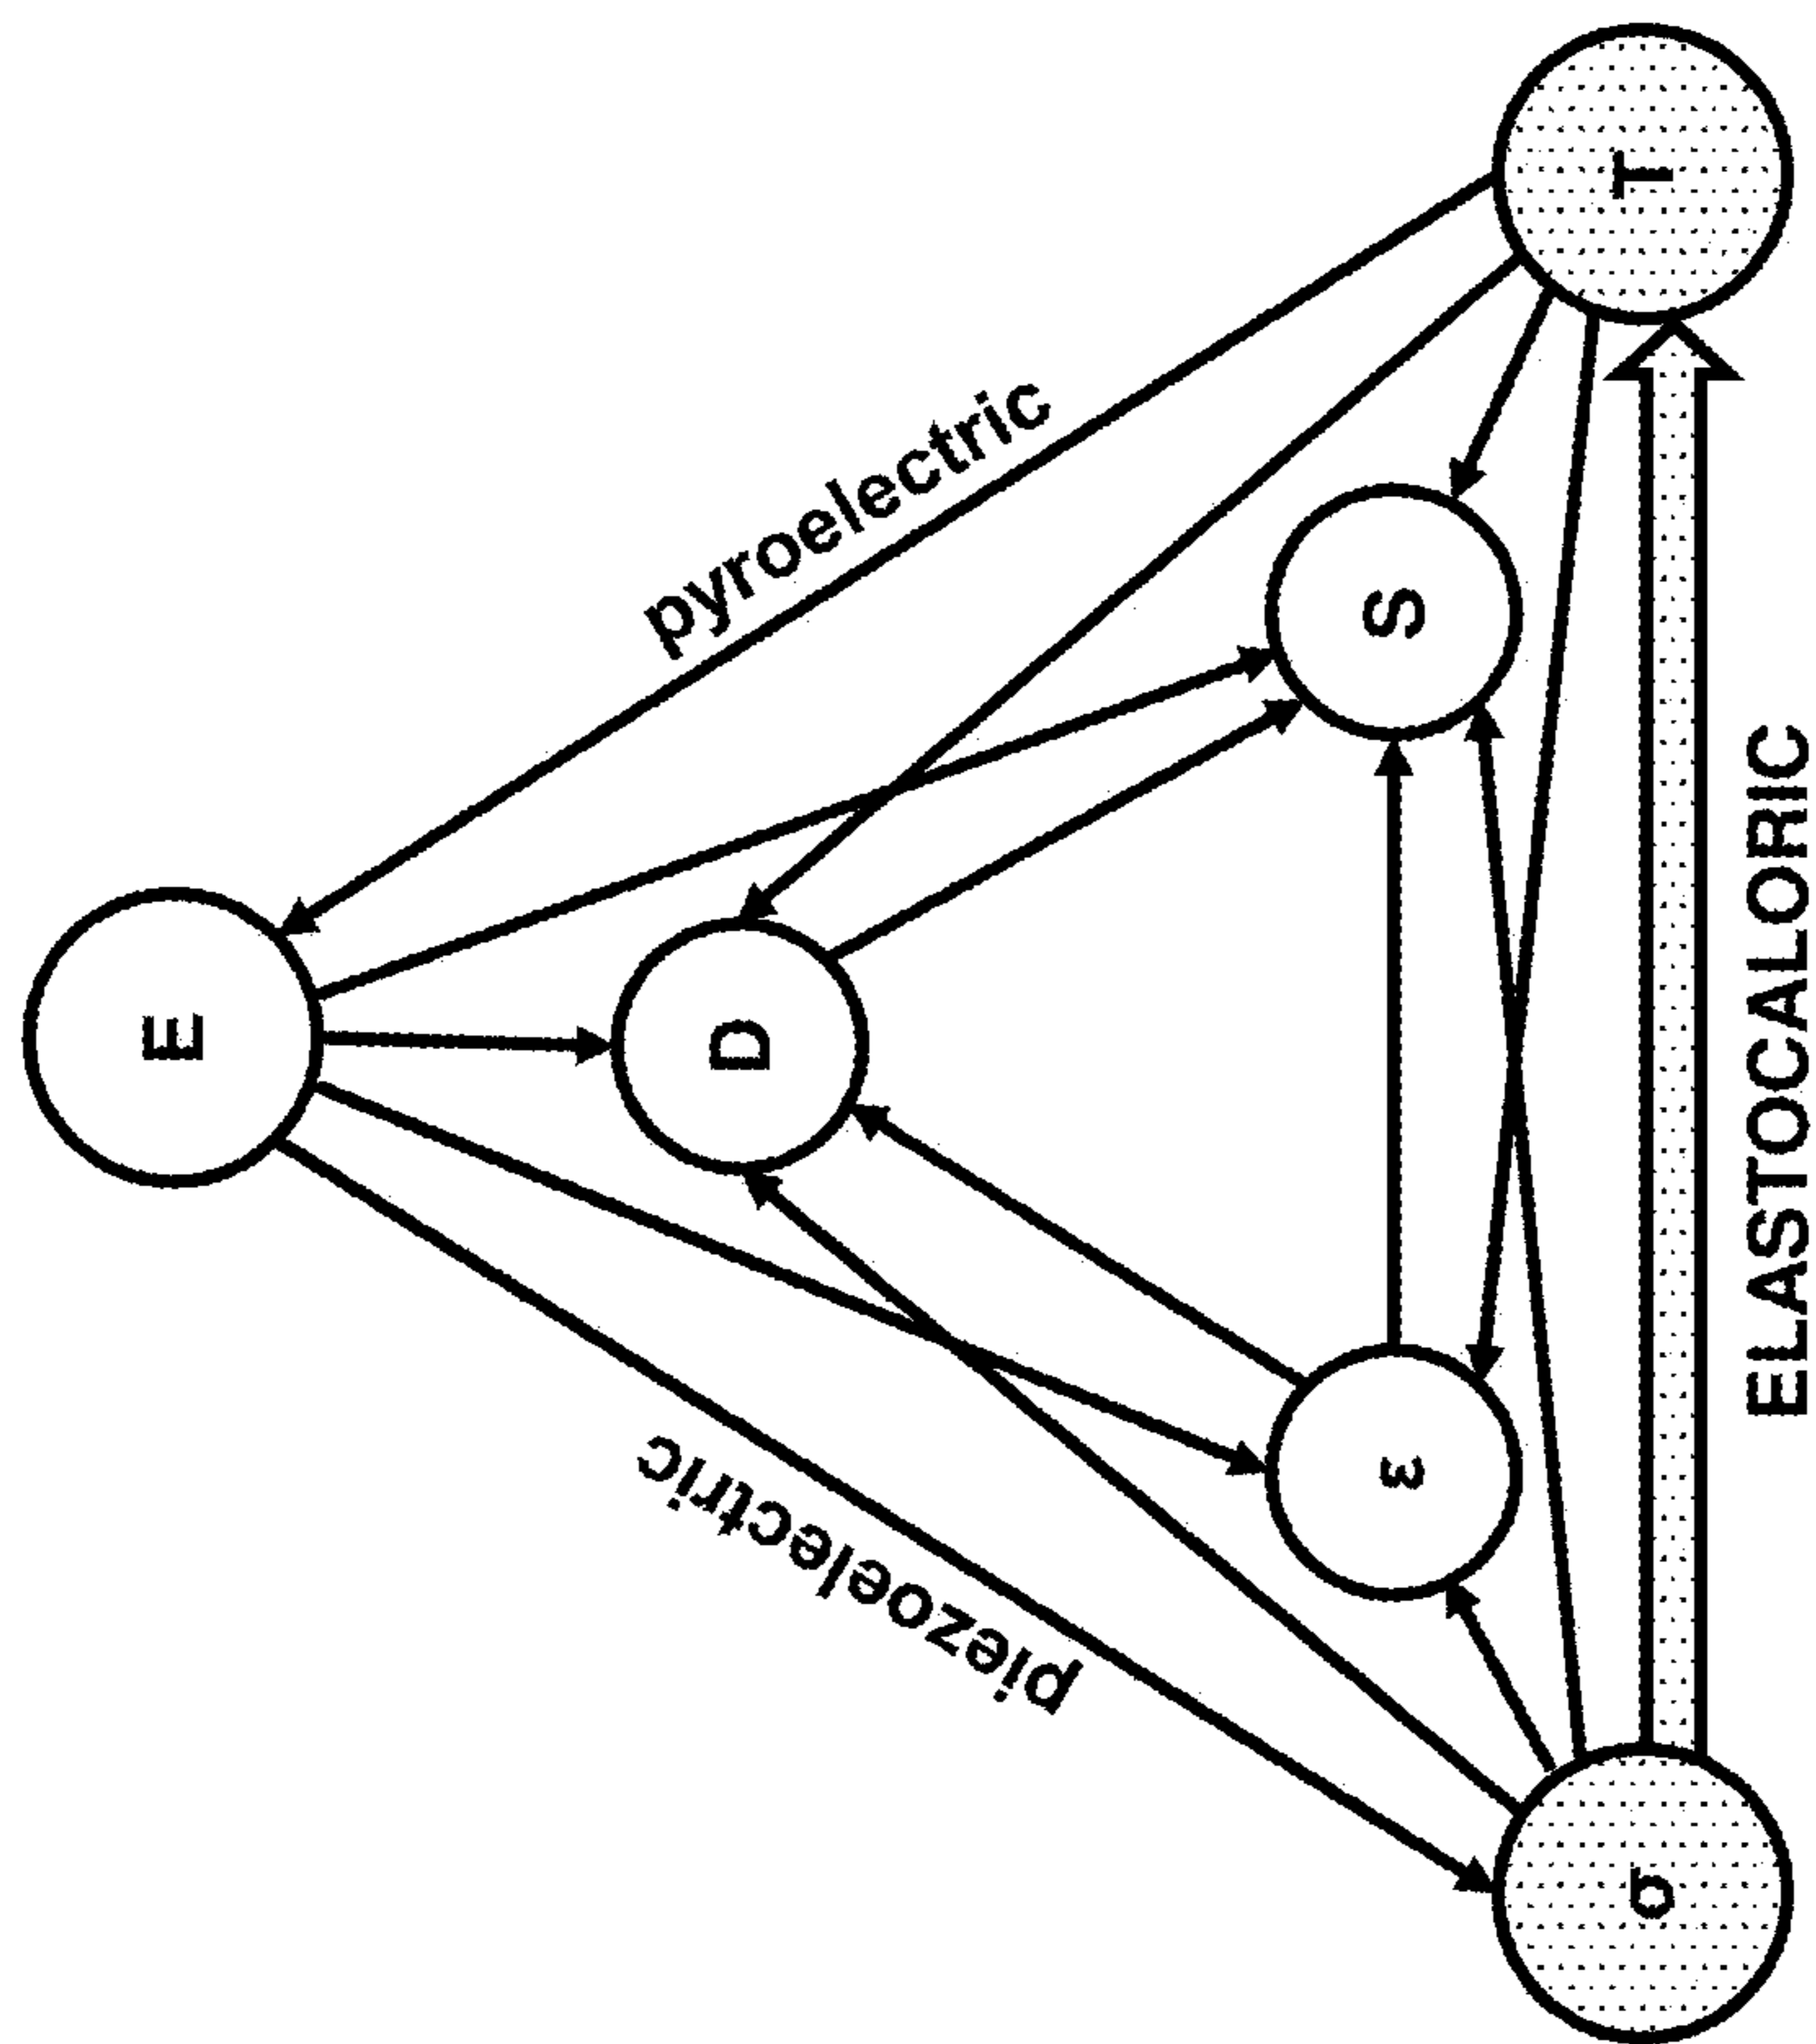 E
pyroelectric
piezoelectric
D
S
ε
σ
T
ELASTOCALORIC